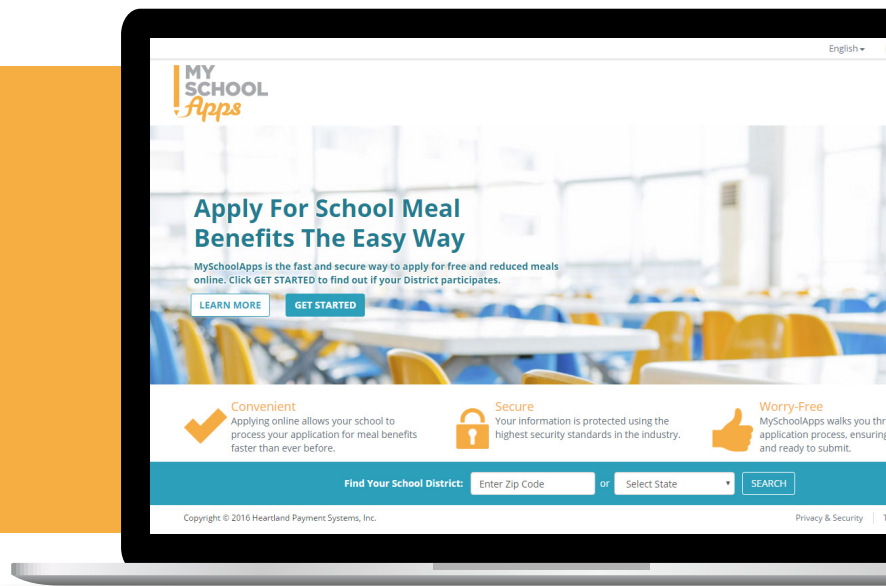 English
MY
SCHOOL
Apps
Apply For School Meal
Benefits The Easy Way
MySchoolApps is the fast and secure way to apply for free and reduced meals
online. Click GET STARTED to find out if your District participates.
LEARN MORE
GET STARTED
Convenient
Applying online allows your school to
process your application for meal benefits
faster than ever before.
Secure
Your information is protected using the
highest security standards in the industry.
Worry-Free
MySchoolApps walks you thr
application process, ensuring
and ready to submit.
Find Your School District:
Enter Zip Code
or
Select State
SEARCH
Copyright © 2016 Heartland Payment Systems, Inc.
Privacy & Security